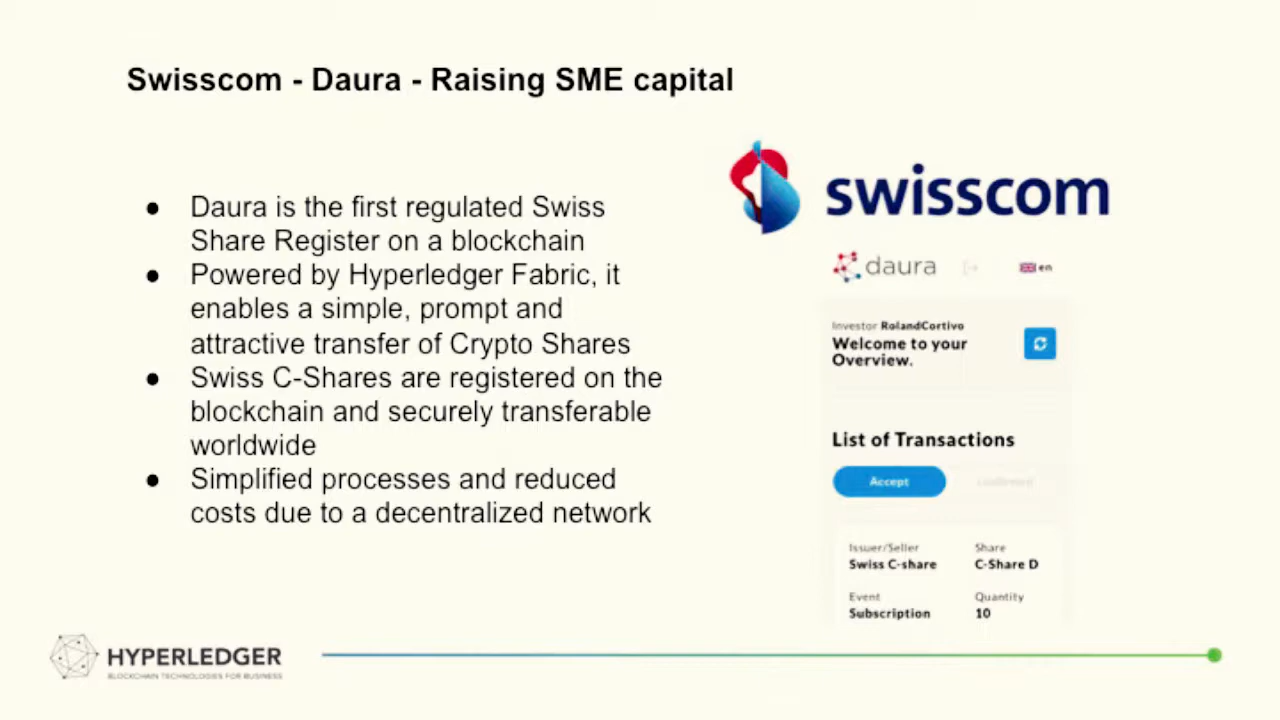 Swisscom - Daura - Raising SME capital
● Daura is the first regulated Swiss
Share Register on a blockchain
● Powered by Hyperledger Fabric, it
enables a simple, prompt and
attractive transfer of Crypto Shares
● Swiss C-Shares are registered on the
blockchain and securely transferable
worldwide
● Simplified processes and reduced
costs due to a decentralized network
swisscom
daura
en
Investor RolandCortivo
Welcome to your
Overview.
List of Transactions
Accept
Issuer/Seller Share
Swiss C-share C-Share D
Event Quantity
Subscription 10
HYPERLEDGER
BLOCKCHAIN TECHNOLOGIES FOR BUSINESS